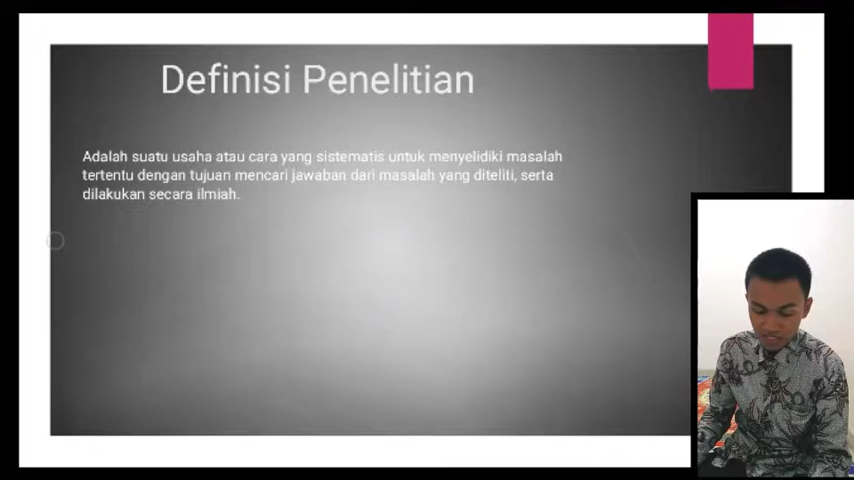 Definisi Penelitian
Adalah suatu usaha atau cara yang sistematis untuk menyelidiki masalah
tertentu dengan tujuan mencari jawaban dari masalah yang diteliti, serta
dilakukan secara ilmiah.